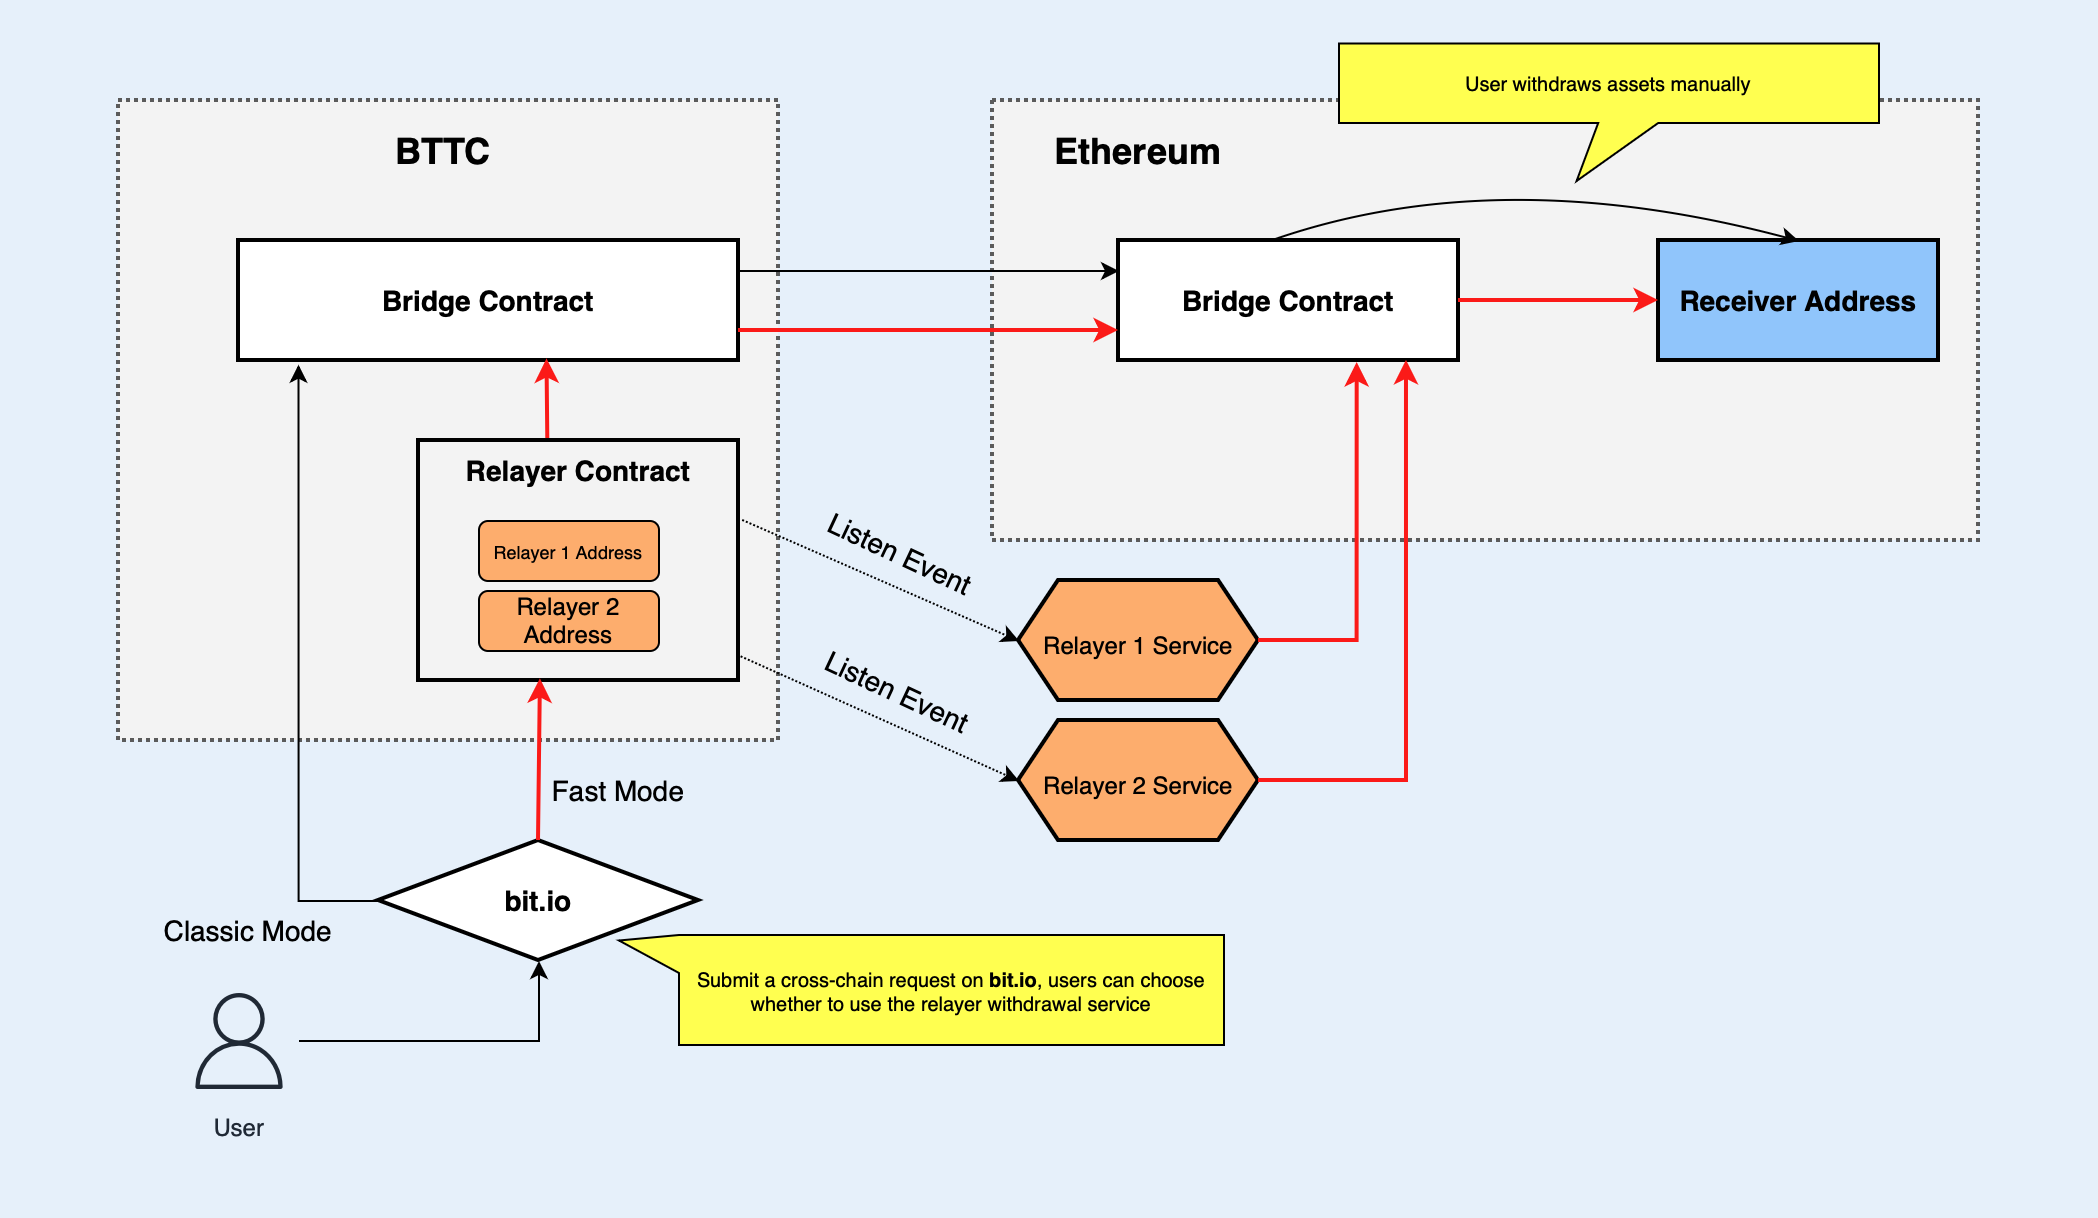 User withdraws assets manually
BTTC
Ethereum
Bridge Contract
Bridge Contract
Receiver Address
Relayer Contract
Relayer 1 Address
Relayer 2
Address
Listen Event
Relayer 1 Service
Listen Event
Relayer 2 Service
Fast Mode
bit.io
Classic Mode
Submit a cross-chain request on bit.io, users can choose
whether to use the relayer withdrawal service
User